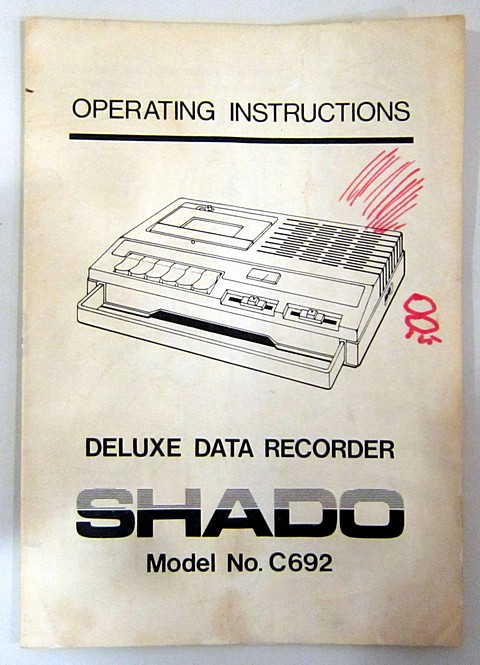 OPERATING INSTRUCTIONS
DELUXE DATA RECORDER
SHADO
Model No. C692